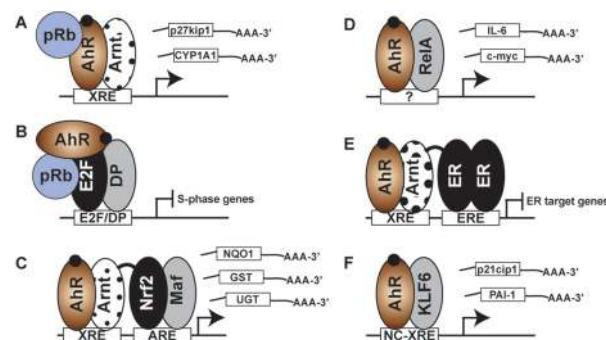 A
pRb
AhR
Arnt.
XRE
p27kip1
AAA-3'
CYP1A1
AAA-3'
B
AhR
pRb
E2F
DP
E2F/DP
S-phase genes
C
AhR
Arnt.
Nrf2
Maf
XRE
ARE
NQO1
AAA-3'
GST
AAA-3'
UGT
AAA-3'
D
AhR
RelA
?
IL-6
AAA-3'
c-myc
AAA-3'
E
AhR
Arnt
ER
ER
XRE
ERE
ER target genes
F
AhR
KLF6
NC-XRE
p21cip1
AAA-3'
PAI-1
AAA-3'